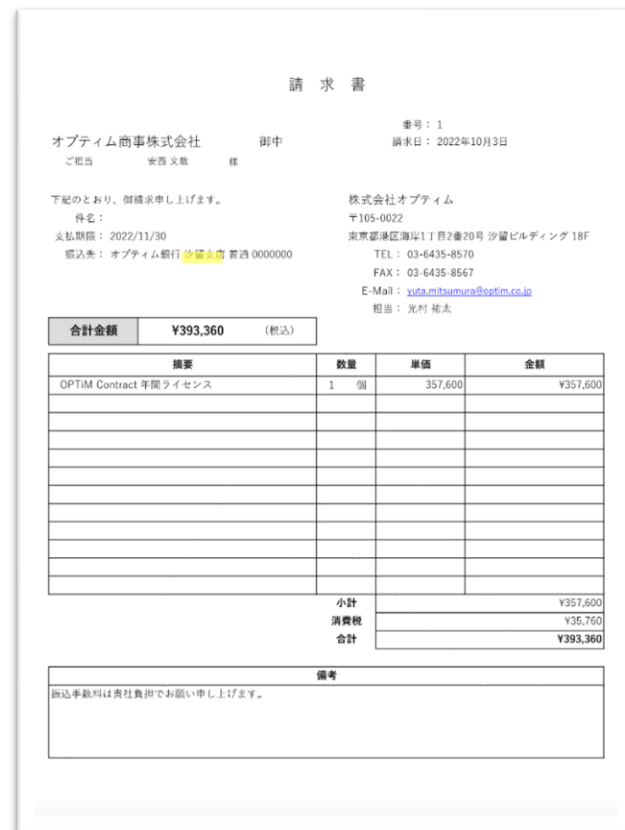 請 求 書
番号： 1
オプティム商事株式会社 御中
請求日： 2022年10月3日
ご担当 安西 文哉 様
下記のとおり、御請求申し上げます。
件名：
支払期限： 2022/11/30
振込先： オプティム銀行 汐留支店 普通 0000000
株式会社オプティム
〒105-0022
東京都港区海岸1丁目2番20号 汐留ビルディング 18F
TEL： 03-6435-8570
FAX： 03-6435-8567
E-Mail： yuta.mitsumura@optim.co.jp
担当： 光村 祐太
合計金額 ¥393,360 （税込）
摘要 数量 単価 金額
OPTiM Contract 年間ライセンス 1 個 357,600 ¥357,600
小計 ¥357,600
消費税 ¥35,760
合計 ¥393,360
備考
振込手数料は貴社負担でお願い申し上げます。